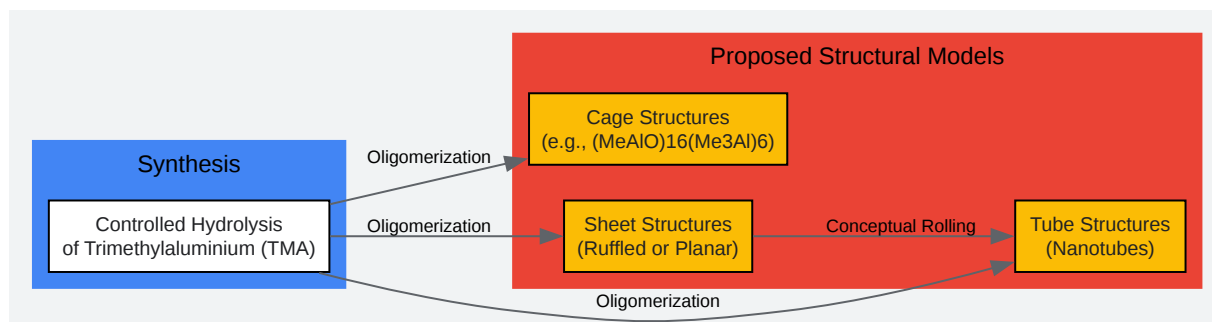 Proposed Structural Models
Cage Structures
(e.g., (MeAlO)16(Me3Al)6)
Oligomerization
Synthesis
Controlled Hydrolysis
of Trimethylaluminium (TMA)
Oligomerization
Sheet Structures
(Ruffled or Planar)
Conceptual Rolling
Tube Structures
(Nanotubes)
Oligomerization